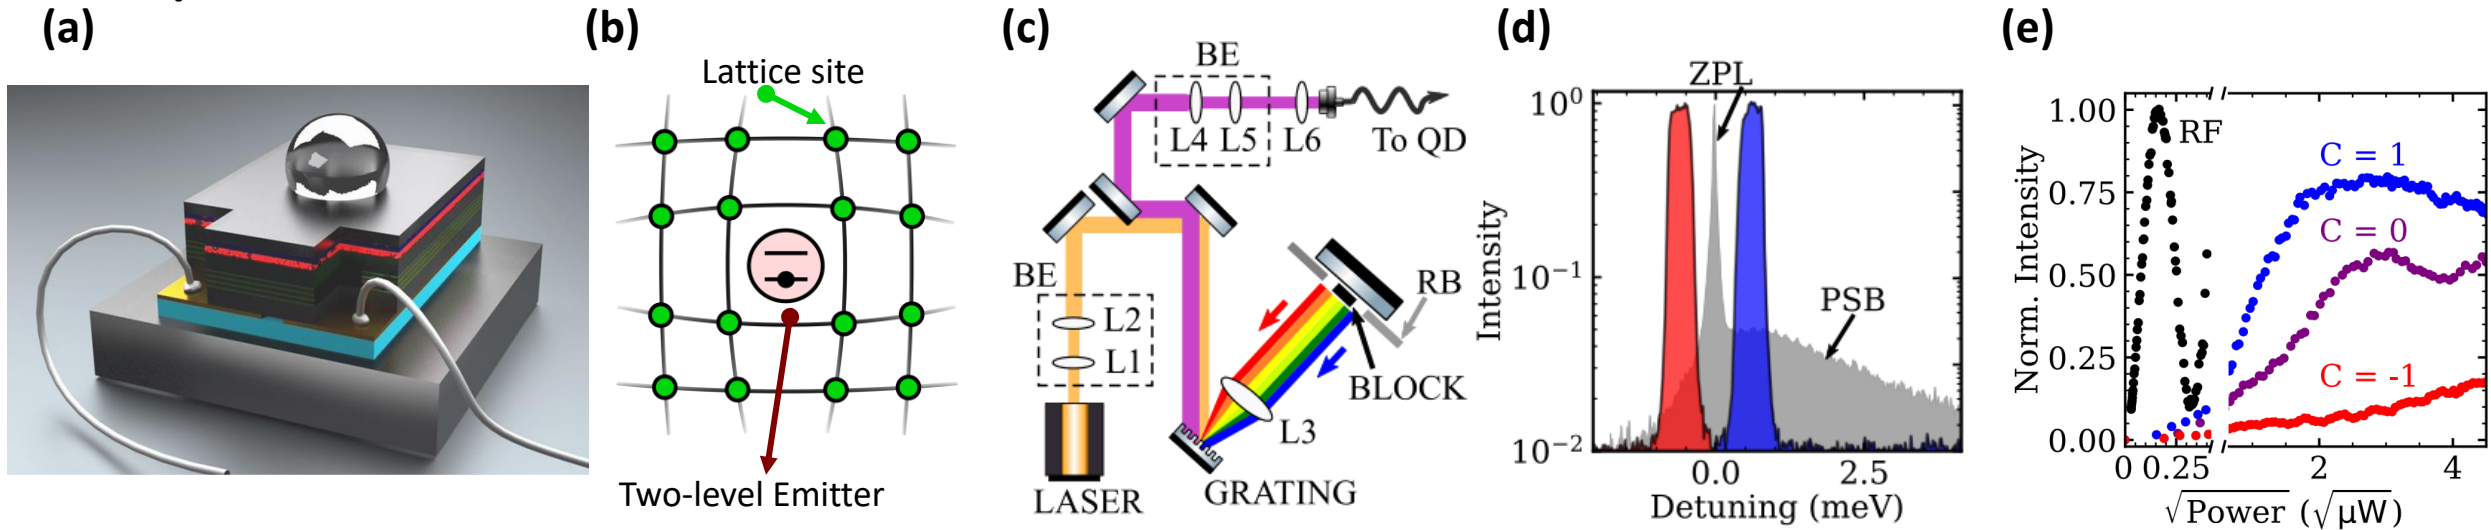 (a)
(b)
Lattice site
Two-level Emitter
(c)
BE
L4 L5
L6
To QD
BE
L2
L1
LASER
GRATING
L3
BLOCK
RB
(d)
ZPL
PSB
Intensity
10⁰
10⁻¹
10⁻²
0.0
2.5
Detuning (meV)
(e)
RF
C = 1
C = 0
C = -1
Norm. Intensity
1.00
0.75
0.50
0.25
0.00
0
0.25
2
4
√Power (√μW)